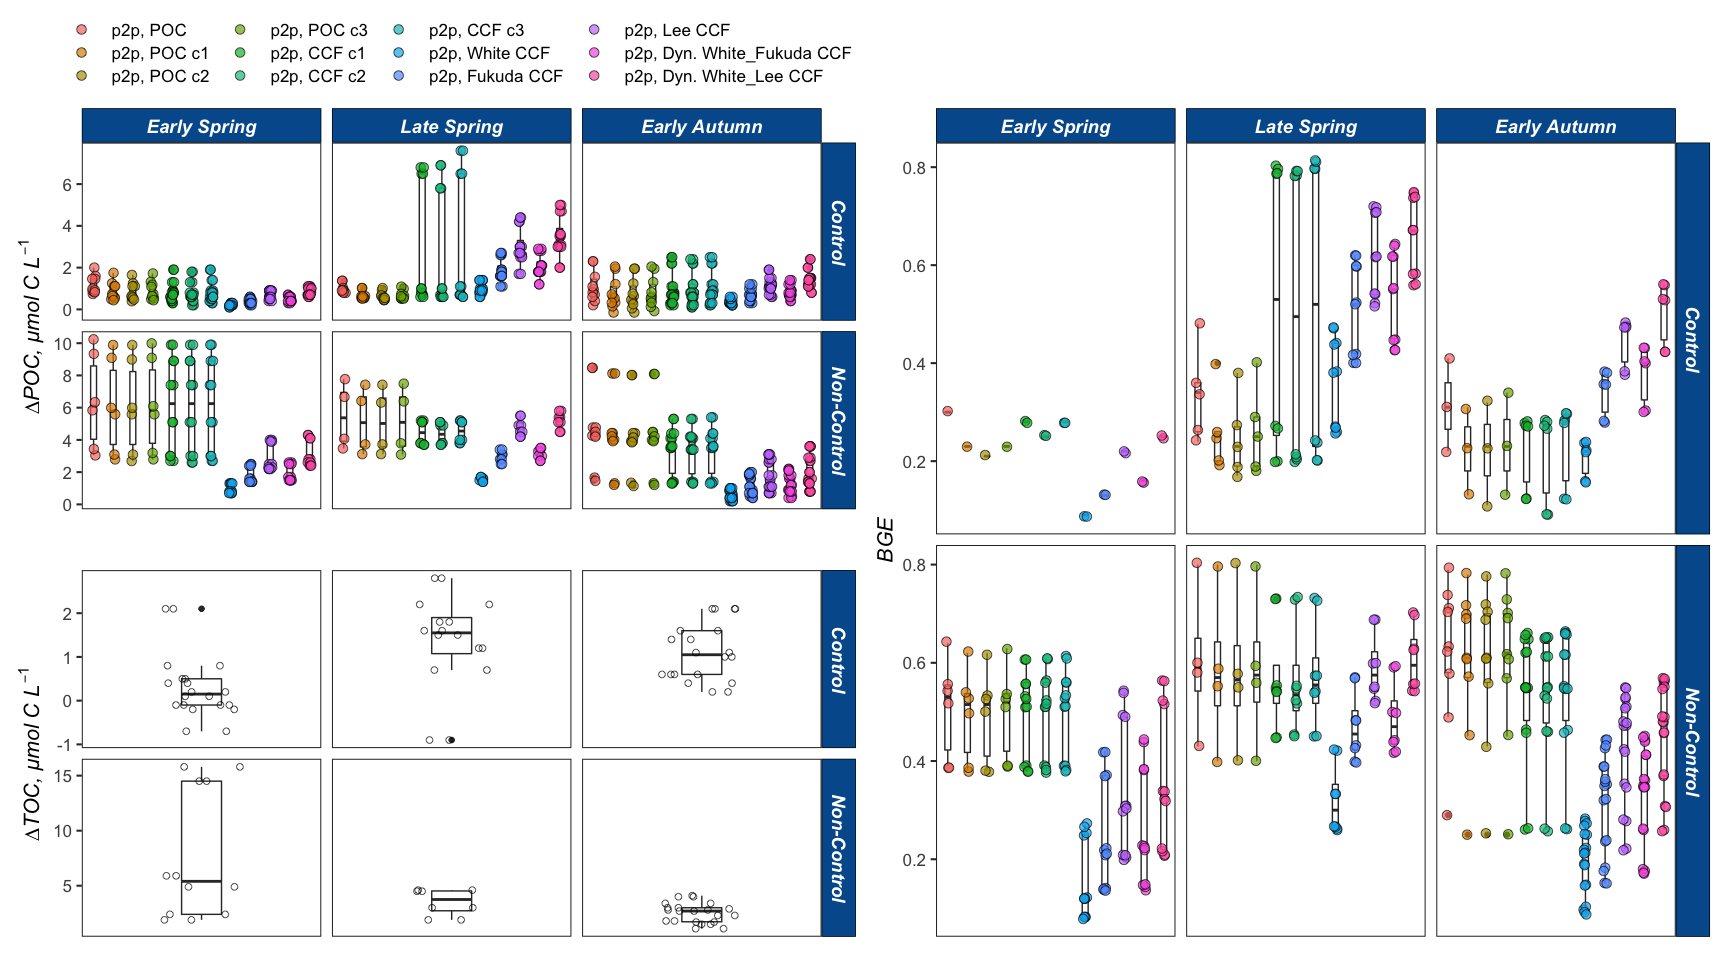 p2p, POC
p2p, POC c1
p2p, POC c2
p2p, POC c3
p2p, CCF c1
p2p, CCF c2
p2p, CCF c3
p2p, White CCF
p2p, Fukuda CCF
p2p, Lee CCF
p2p, Dyn. White_Fukuda CCF
p2p, Dyn. White_Lee CCF
Early Spring
Late Spring
Early Autumn
ΔPOC, μmol C L⁻¹
6
4
2
0
Control
10
8
6
4
2
0
Non-Control
ΔTOC, μmol C L⁻¹
2
1
0
-1
Control
15
10
5
Non-Control
Early Spring
Late Spring
Early Autumn
BGE
0.8
0.6
0.4
0.2
Control
0.8
0.6
0.4
0.2
Non-Control